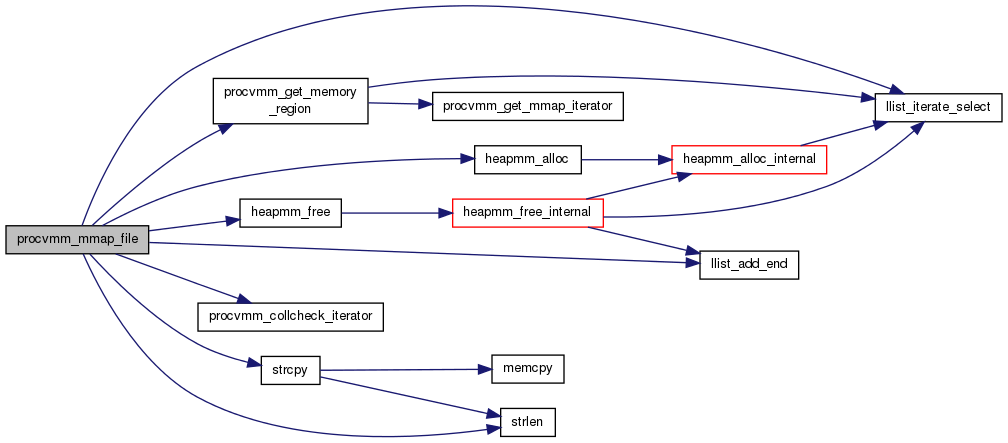 procvmm_get_memory
_region
llist_iterate_select
procvmm_get_mmap_iterator
heapmm_alloc
heapmm_alloc_internal
heapmm_free
heapmm_free_internal
procvmm_mmap_file
llist_add_end
procvmm_collcheck_iterator
strcpy
memcpy
strlen